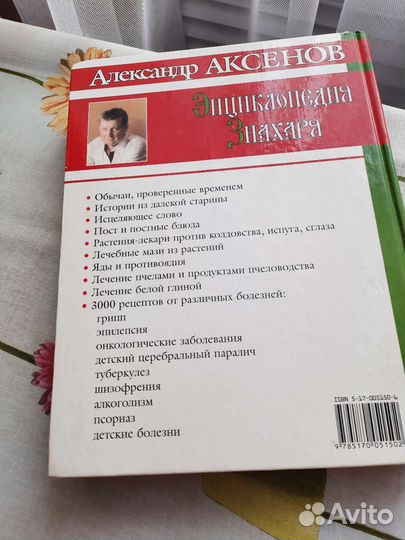 Александр АКСЕНОВ
ЭНЦИКЛОПЕДИЯ
ЗНАХАРЯ
• Обычаи, проверенные временем
• Истории из далекой старины
• Исцеляющее слово
• Пост и постные блюда
• Растения-лекари против колдовства, испуга, сглаза
• Лечебные мази из растений
• Яды и противоядия
• Лечение пчелами и продуктами пчеловодства
• Лечение белой глиной
• 3000 рецептов от различных болезней:
грипп
эпилепсия
онкологические заболевания
детский церебральный паралич
туберкулез
шизофрения
алкоголизм
псориаз
детские болезни
ISBN 5-17-005150-6
9 785170 051502
Avito